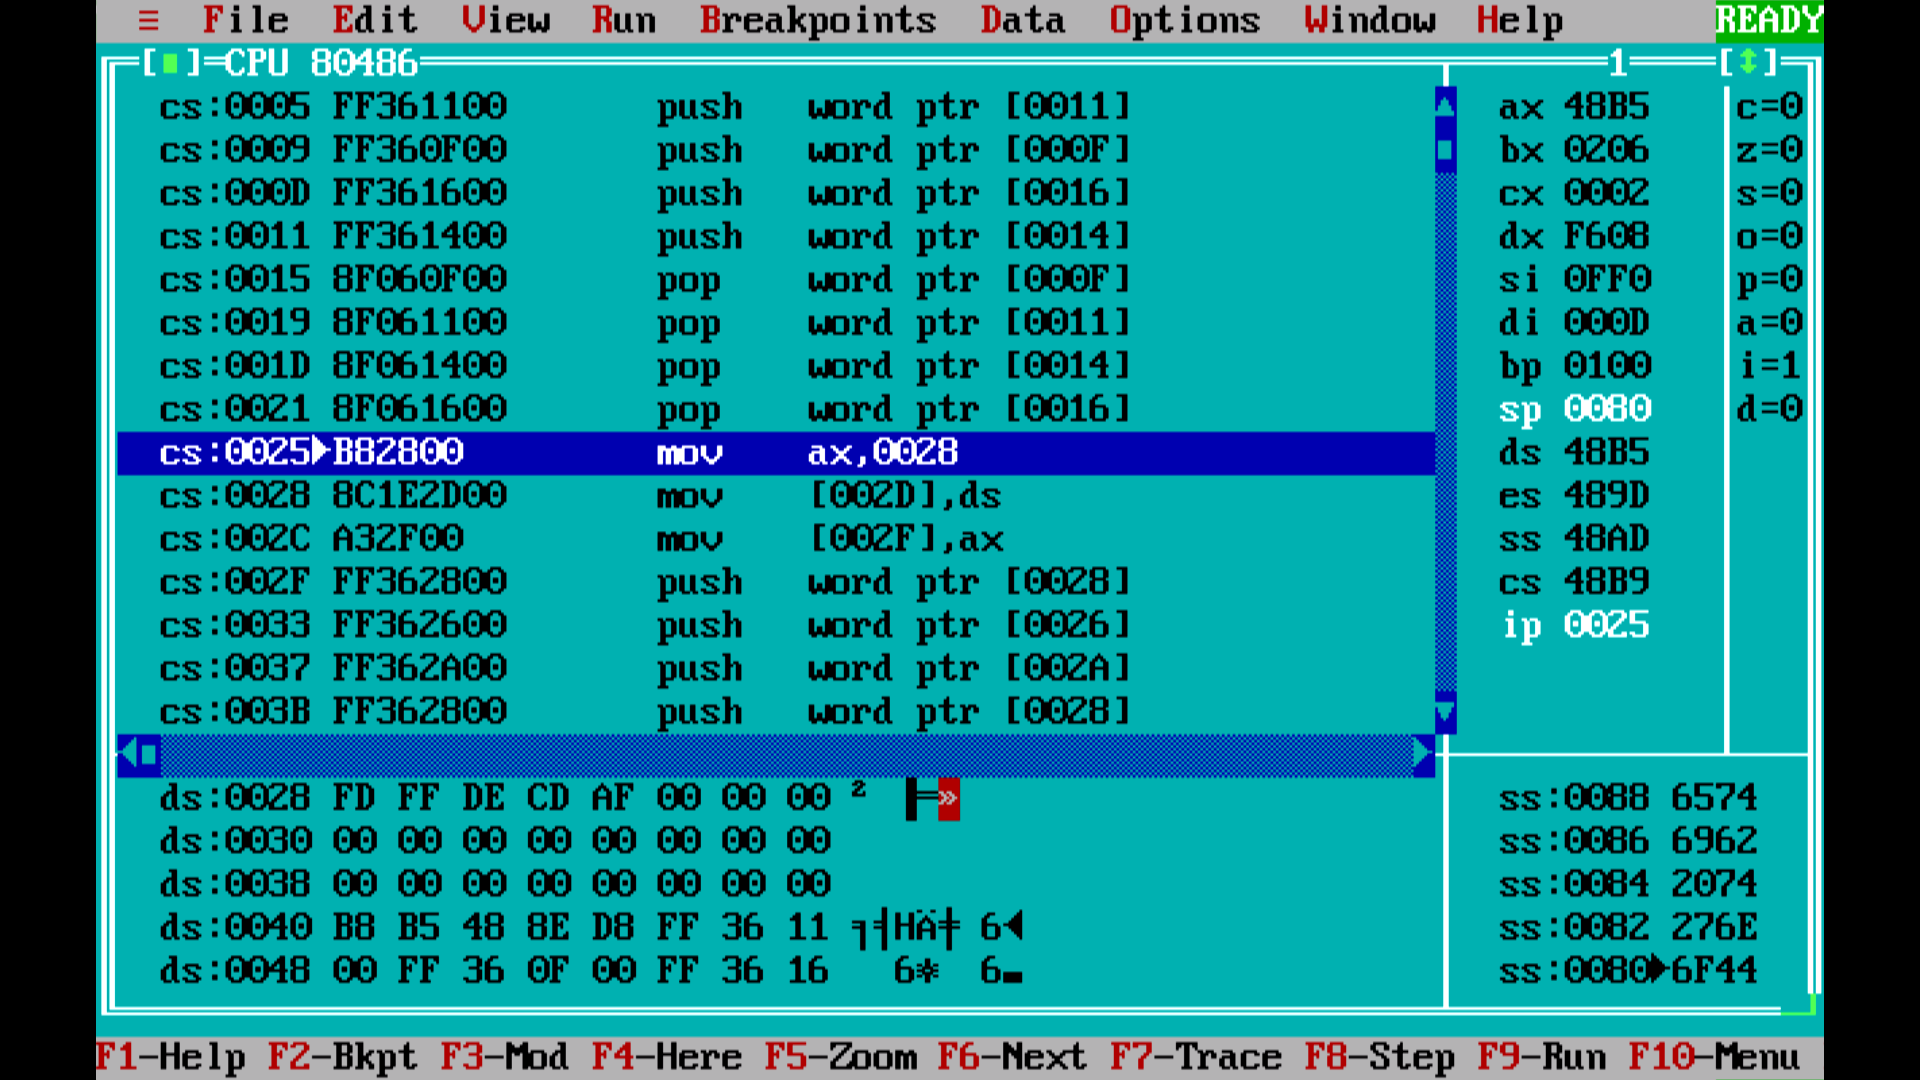 ≡ File Edit View Run Breakpoints Data Options Window Help READY
[■]=CPU 80486 1 [↕]
cs:0005 FF361100 push word ptr [0011] ax 48B5 c=0
cs:0009 FF360F00 push word ptr [000F] bx 0206 z=0
cs:000D FF361600 push word ptr [0016] cx 0002 s=0
cs:0011 FF361400 push word ptr [0014] dx F608 o=0
cs:0015 8F060F00 pop word ptr [000F] si 0FF0 p=0
cs:0019 8F061100 pop word ptr [0011] di 000D a=0
cs:001D 8F061400 pop word ptr [0014] bp 0100 i=1
cs:0021 8F061600 pop word ptr [0016] sp 0080 d=0
cs:0025►B82800 mov ax,0028 ds 48B5
cs:0028 8C1E2D00 mov [002D],ds es 489D
cs:002C A32F00 mov [002F],ax ss 48AD
cs:002F FF362800 push word ptr [0028] cs 48B9
cs:0033 FF362600 push word ptr [0026] ip 0025
cs:0037 FF362A00 push word ptr [002A]
cs:003B FF362800 push word ptr [0028]
ds:0028 FD FF DE CD AF 00 00 00 ² ▌═» ss:0088 6574
ds:0030 00 00 00 00 00 00 00 00 ss:0086 6962
ds:0038 00 00 00 00 00 00 00 00 ss:0084 2074
ds:0040 B8 B5 48 8E D8 FF 36 11 ╕╡HÄ╪ 6◄ ss:0082 276E
ds:0048 00 FF 36 0F 00 FF 36 16 6☼ 6▬ ss:0080►6F44
F1-Help F2-Bkpt F3-Mod F4-Here F5-Zoom F6-Next F7-Trace F8-Step F9-Run F10-Menu